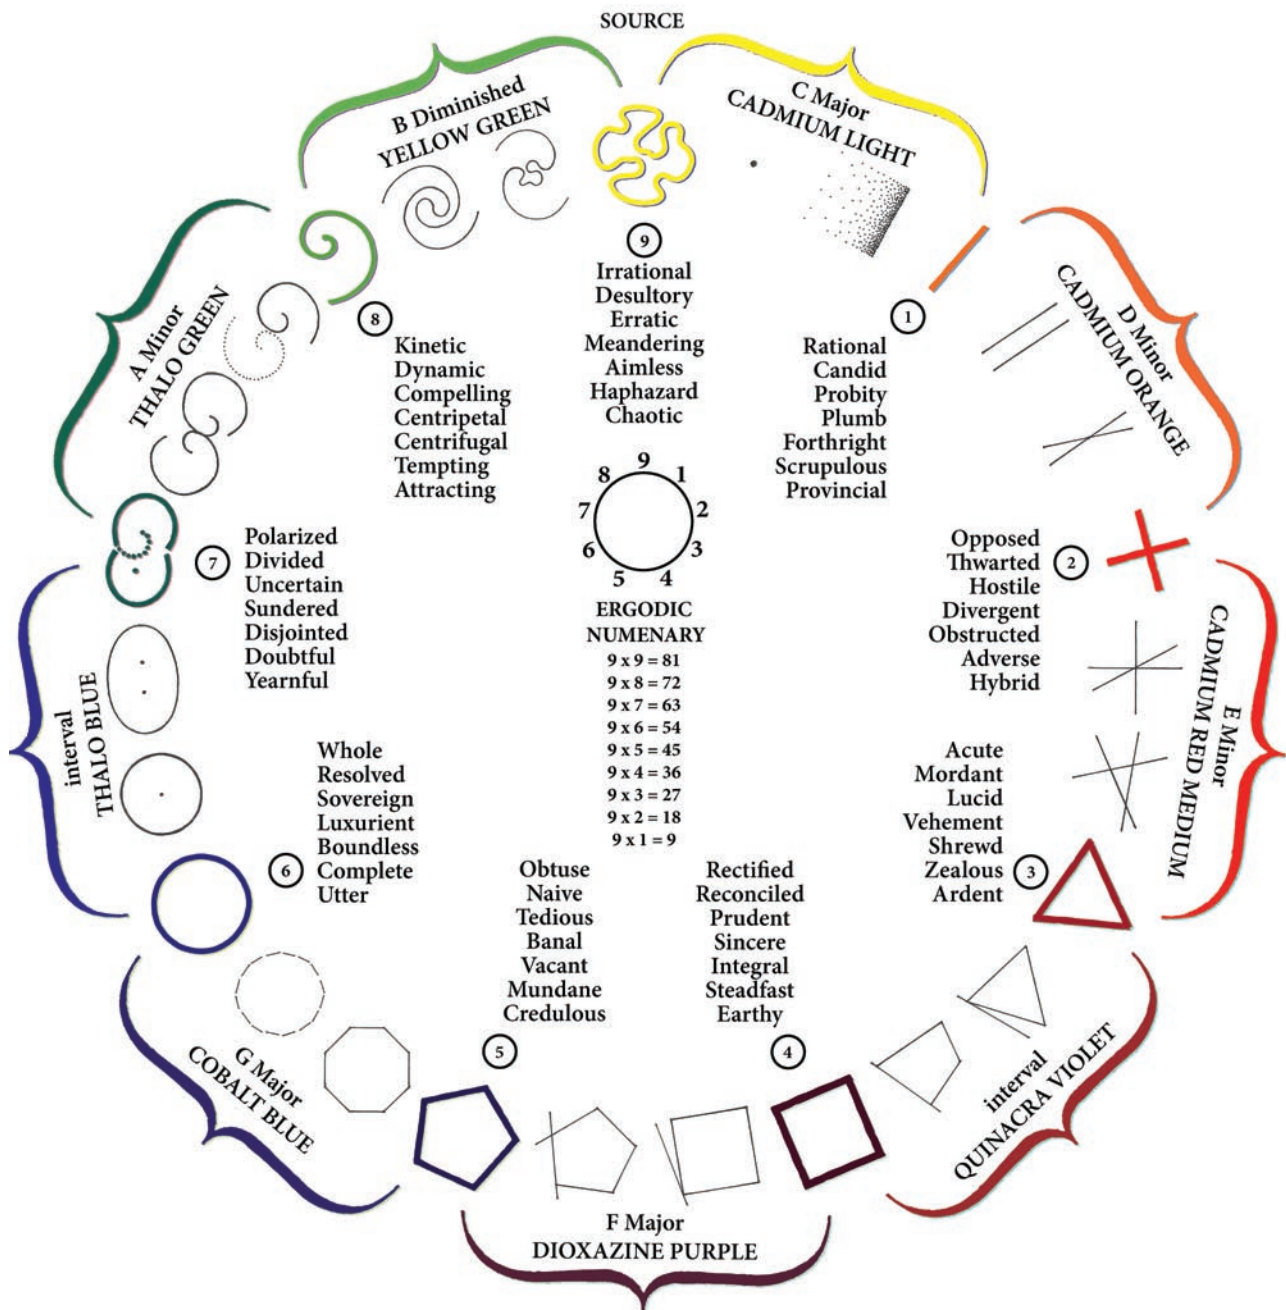 SOURCE
C Major
CADMIUM LIGHT
D Minor
CADMIUM ORANGE
E Minor
CADMIUM RED MEDIUM
interval
QUINACRA VIOLET
F Major
DIOXAZINE PURPLE
G Major
COBALT BLUE
interval
THALO BLUE
A Minor
THALO GREEN
B Diminished
YELLOW GREEN
9
Irrational
Desultory
Erratic
Meandering
Aimless
Haphazard
Chaotic
1
Rational
Candid
Probity
Plumb
Forthright
Scrupulous
Provincial
2
Opposed
Thwarted
Hostile
Divergent
Obstructed
Adverse
Hybrid
3
Acute
Mordant
Lucid
Vehement
Shrewd
Zealous
Ardent
Rectified
Reconciled
Prudent
Sincere
Integral
Steadfast
Earthy
4
Obtuse
Naive
Tedious
Banal
Vacant
Mundane
Credulous
5
6
Whole
Resolved
Sovereign
Luxurient
Boundless
Complete
Utter
7
Polarized
Divided
Uncertain
Sundered
Disjointed
Doubtful
Yearnful
8
Kinetic
Dynamic
Compelling
Centripetal
Centrifugal
Tempting
Attracting
9
8 1
7 2
6 3
5 4
ERGODIC
NUMENARY
9 x 9 = 81
9 x 8 = 72
9 x 7 = 63
9 x 6 = 54
9 x 5 = 45
9 x 4 = 36
9 x 3 = 27
9 x 2 = 18
9 x 1 = 9